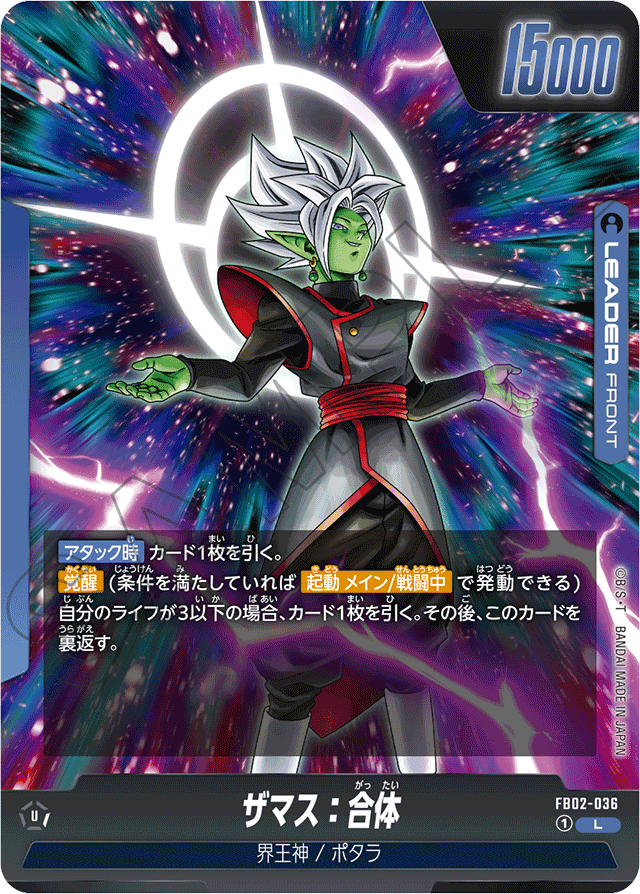 15000
LEADER FRONT
アタック時 カード1枚を引く。
覚醒 (条件を満たしていれば 起動 メイン/戦闘中 で発動できる)
自分のライフが3以下の場合、カード1枚を引く。その後、このカードを
裏返す。
©B/S・T BANDAI MADE IN JAPAN
ザマス：合体
FB02-036
U
① L
界王神 / ポタラ
SAMPLE